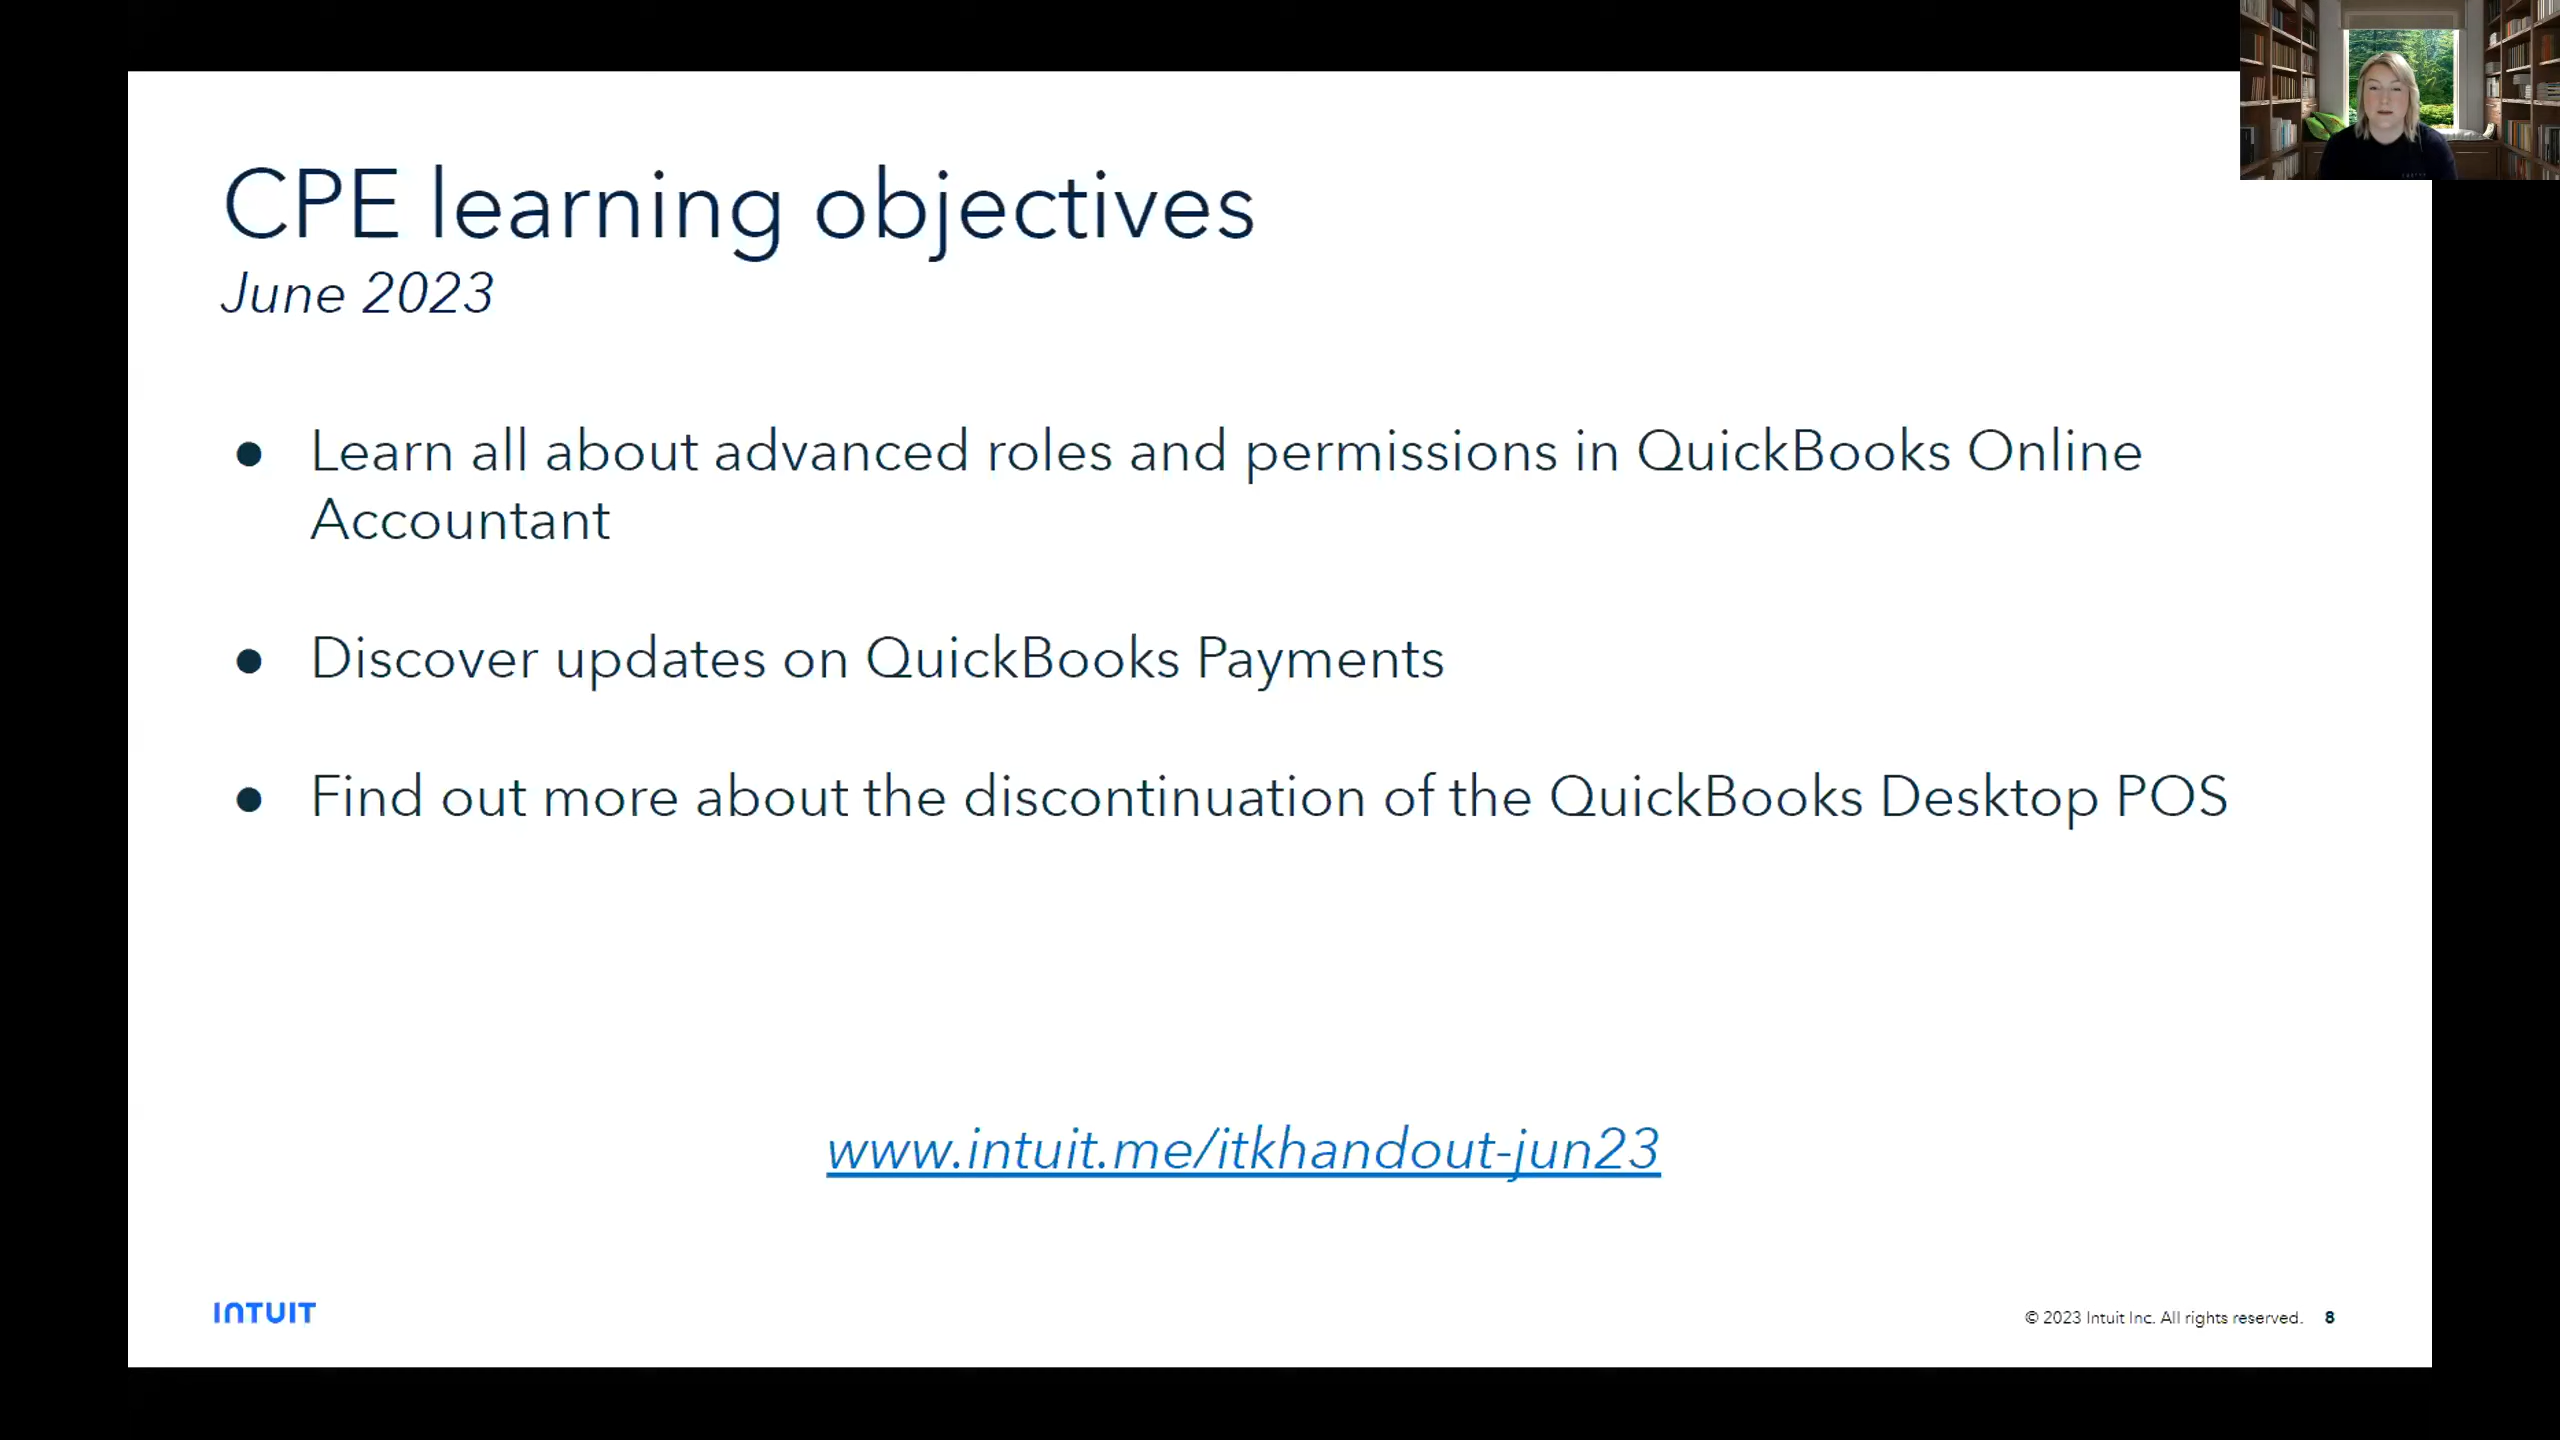 CPE learning objectives
June 2023
● Learn all about advanced roles and permissions in QuickBooks Online
Accountant
● Discover updates on QuickBooks Payments
● Find out more about the discontinuation of the QuickBooks Desktop POS
www.intuit.me/itkhandout-jun23
INTUIT
© 2023 Intuit Inc. All rights reserved. 8